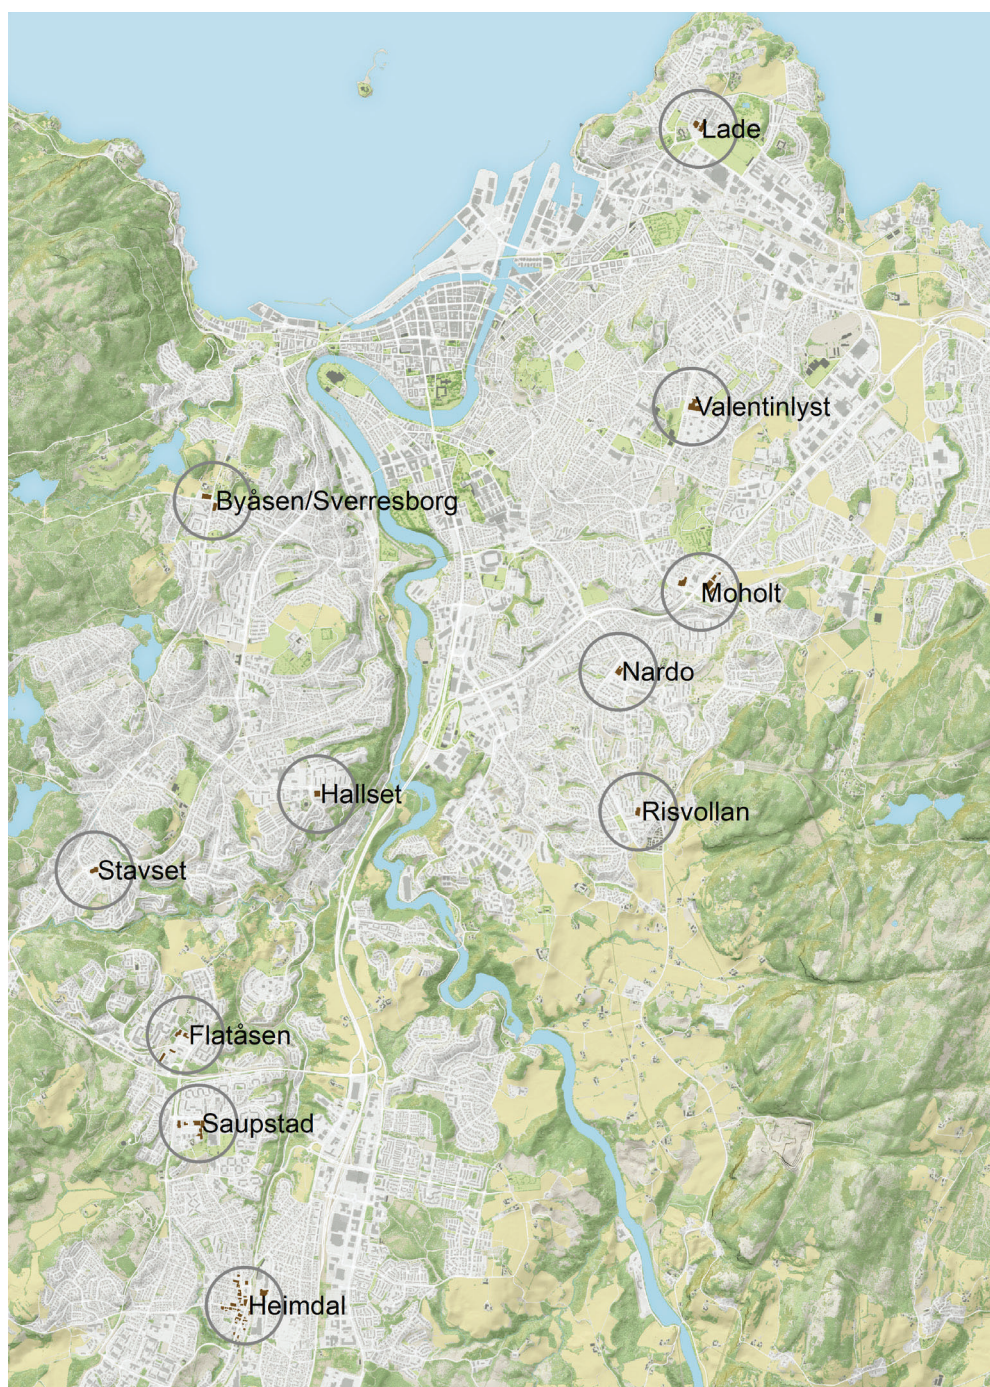 Lade
Valentinlyst
Byåsen/Sverresborg
Moholt
Nardo
Hallset
Risvollan
Stavset
Flatåsen
Saupstad
Heimdal